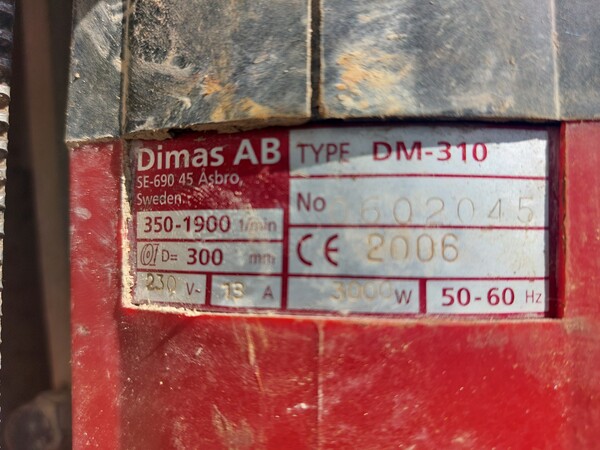 Dimas AB
SE-690 45 Åsbro,
Sweden.
350-1900 1/min
D= 300 mm
230 V~ 13 A
TYPE DM-310
No 602045
CE 2006
3000 W 50-60 Hz